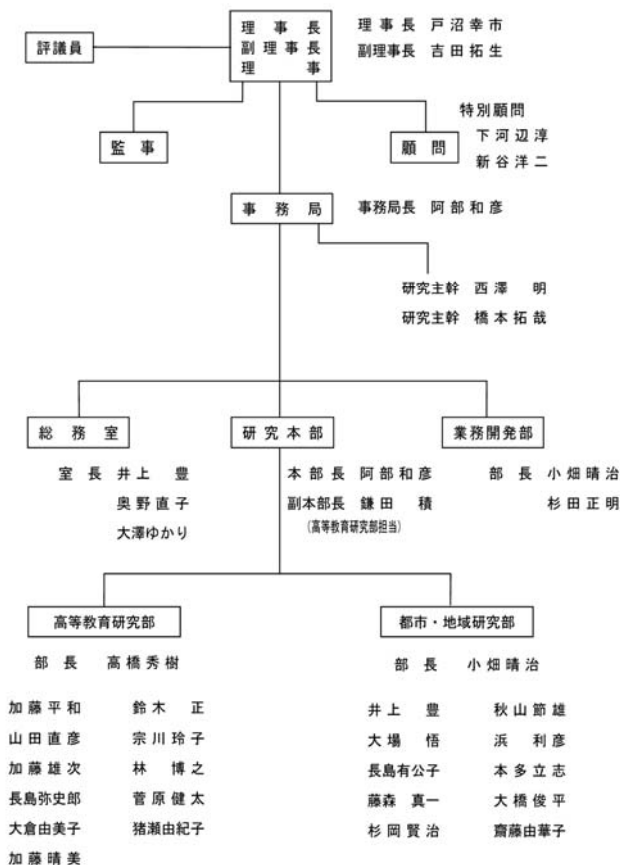 理事長
副理事長
理事
理事長 戸沼幸市
副理事長 吉田拓生
評議員
監事
顧問
特別顧問
下河辺淳
新谷洋二
事務局
事務局長 阿部和彦
研究主幹 西澤 明
研究主幹 橋本拓哉
総務室
研究本部
業務開発部
室長 井上 豊
奥野直子
大澤ゆかり
本部長 阿部和彦
副本部長 鎌田 積
(高等教育研究部担当)
部長 小畑晴治
杉田正明
高等教育研究部
都市・地域研究部
部長 高橋秀樹
加藤平和 鈴木 正
山田直彦 宗川玲子
加藤雄次 林 博之
長島弥史郎 菅原健太
大倉由美子 猪瀬由紀子
加藤晴美
部長 小畑晴治
井上 豊 秋山節雄
大場 悟 浜 利彦
長島有公子 本多立志
藤森真一 大橋俊平
杉岡賢治 齋藤由華子